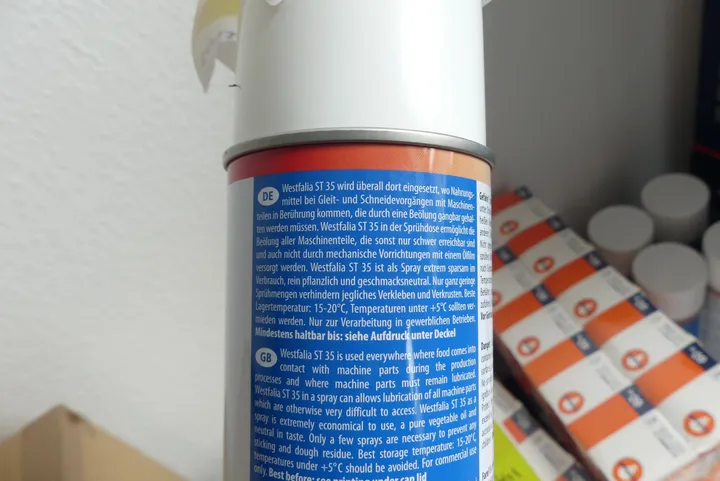 DE Westfalia ST 35 wird überall dort eingesetzt, wo Nahrungs-
mittel bei Gleit- und Schneidevorgängen mit Maschinen-
teilen in Berührung kommen, die durch eine Beölung gangbar gehal-
ten werden müssen. Westfalia ST 35 in der Sprühdose ermöglicht die
Beölung aller Maschinenteile, die sonst nur schwer erreichbar sind
und auch nicht durch mechanische Vorrichtungen mit einem Ölfilm
versorgt werden. Westfalia ST 35 ist als Spray extrem sparsam im
Verbrauch, rein pflanzlich und geschmacksneutral. Nur ganz geringe
Sprühmengen verhindern jegliches Verkleben und Verkrusten. Beste
Lagertemperatur: 15-20°C, Temperaturen unter +5°C sollten ver-
mieden werden. Nur zur Verarbeitung in gewerblichen Betrieben.
Mindestens haltbar bis: siehe Aufdruck unter Deckel
GB Westfalia ST 35 is used everywhere where food comes into
contact with machine parts during the production
processes and where machine parts must remain lubricated.
Westfalia ST 35 in a spray can allows lubrication of all machine parts
which are otherwise very difficult to access. Westfalia ST 35 as a
spray is extremely economical to use, a pure vegetable oil and
neutral in taste. Only a few sprays are necessary to prevent any
sticking and dough residue. Best storage temperature: 15-20°C,
temperatures under +5°C should be avoided. For commercial use
only. Best before: see printing under can lid